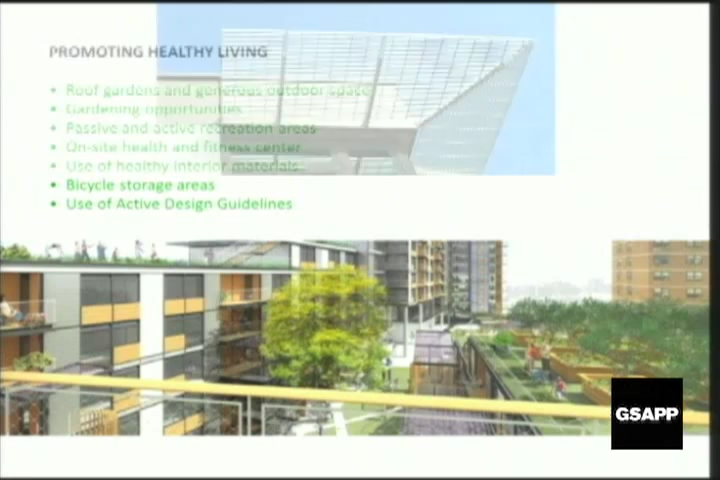 PROMOTING HEALTHY LIVING
• Roof gardens and generous outdoor space
• Gardening opportunities
• Passive and active recreation areas
• On-site health and fitness center
• Use of healthy interior materials
• Bicycle storage areas
• Use of Active Design Guidelines
GSAPP